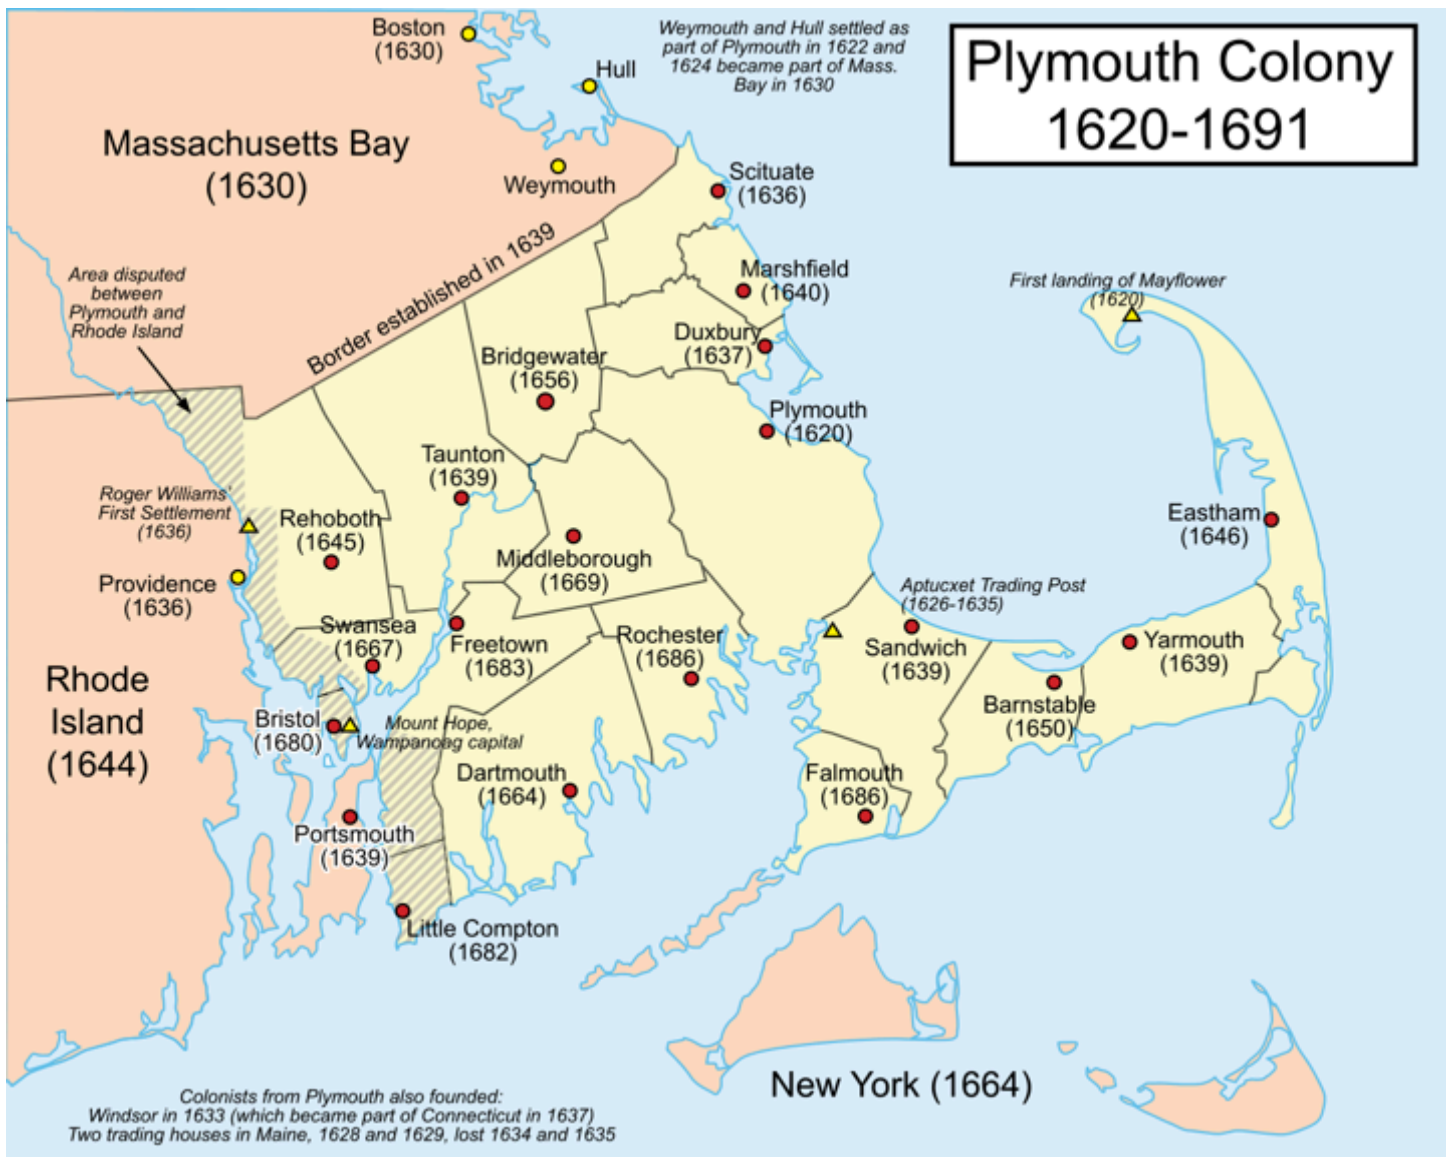 Plymouth Colony
1620-1691
Boston
(1630)
Weymouth and Hull settled as
part of Plymouth in 1622 and
1624 became part of Mass.
Bay in 1630
Hull
Massachusetts Bay
(1630)
Weymouth
Scituate
(1636)
Border established in 1639
Area disputed
between
Plymouth and
Rhode Island
Marshfield
(1640)
First landing of Mayflower
(1620)
Duxbury
(1637)
Bridgewater
(1656)
Plymouth
(1620)
Taunton
(1639)
Roger Williams'
First Settlement
(1636)
Rehoboth
(1645)
Eastham
(1646)
Middleborough
(1669)
Providence
(1636)
Aptucxet Trading Post
(1626-1635)
Swansea
(1667)
Freetown
(1683)
Rochester
(1686)
Sandwich
(1639)
Yarmouth
(1639)
Rhode
Island
(1644)
Barnstable
(1650)
Bristol
(1680)
Mount Hope,
Wampanoag capital
Dartmouth
(1664)
Falmouth
(1686)
Portsmouth
(1639)
Little Compton
(1682)
New York (1664)
Colonists from Plymouth also founded:
Windsor in 1633 (which became part of Connecticut in 1637)
Two trading houses in Maine, 1628 and 1629, lost 1634 and 1635